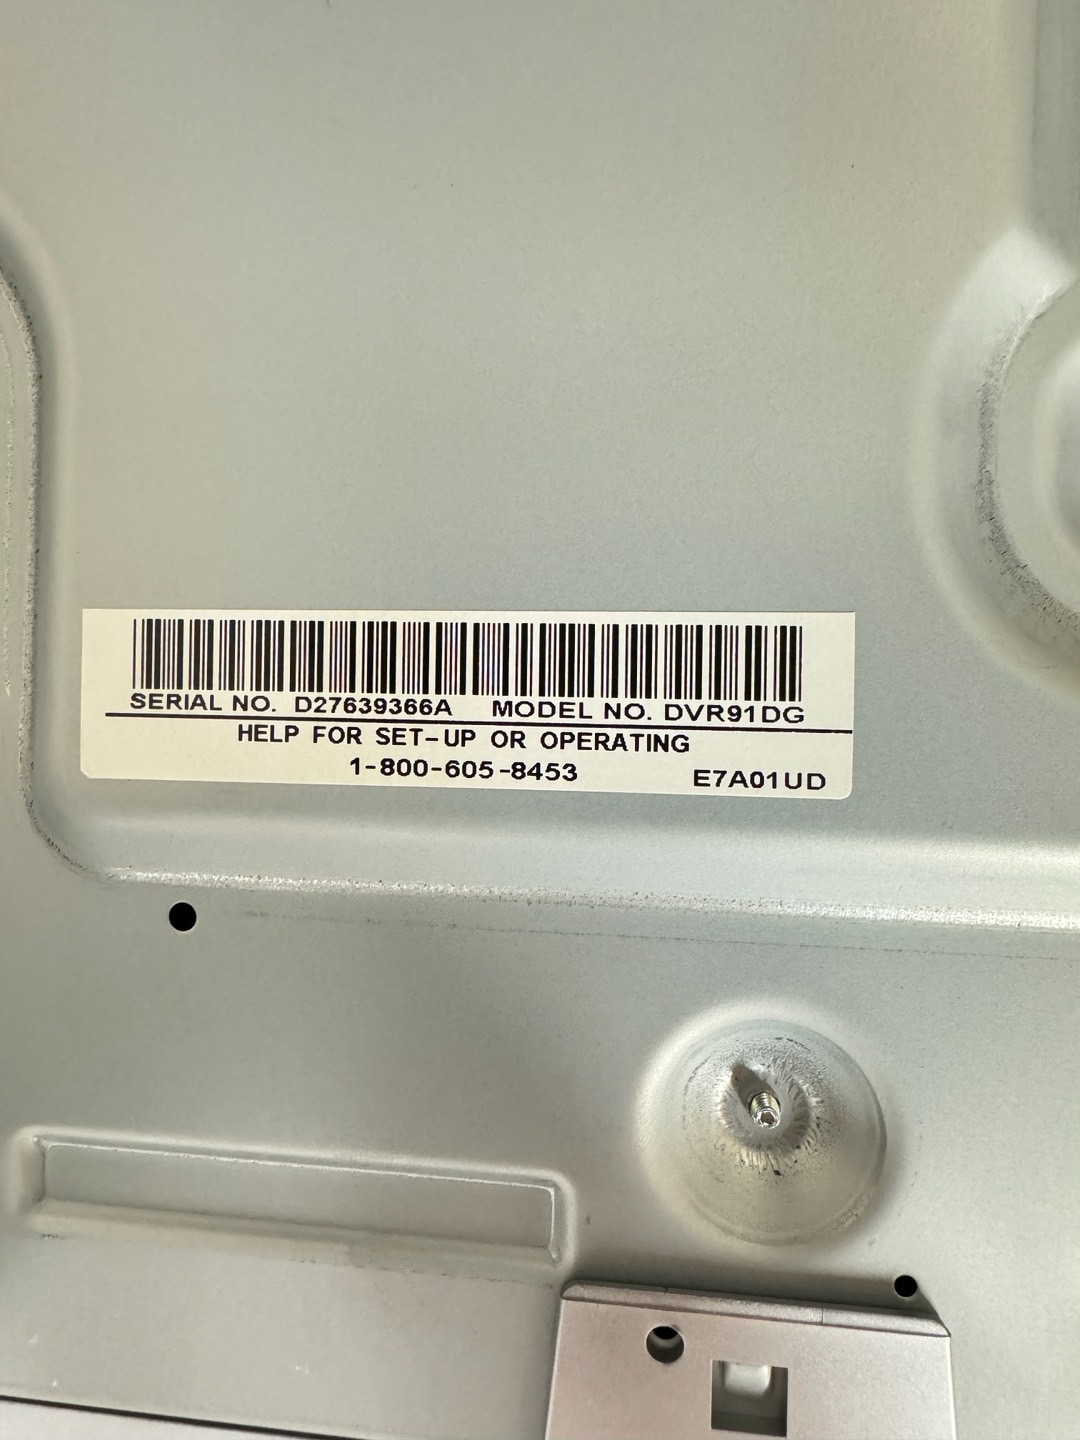 SERIAL NO. D27639366A MODEL NO. DVR91DG
HELP FOR SET-UP OR OPERATING
1-800-605-8453 E7A01UD